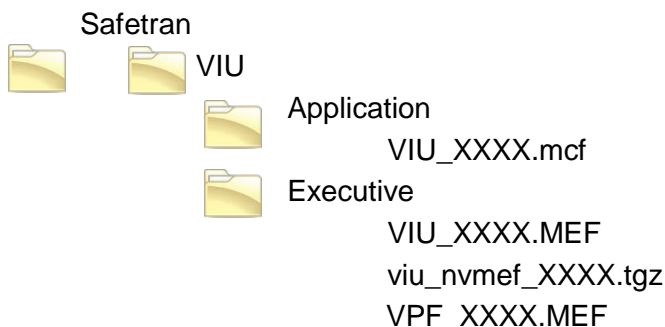 Safetran
VIU
Application
VIU_XXXX.mcf
Executive
VIU_XXXX.MEF
viu_nvmef_XXXX.tgz
VPF_XXXX.MEF